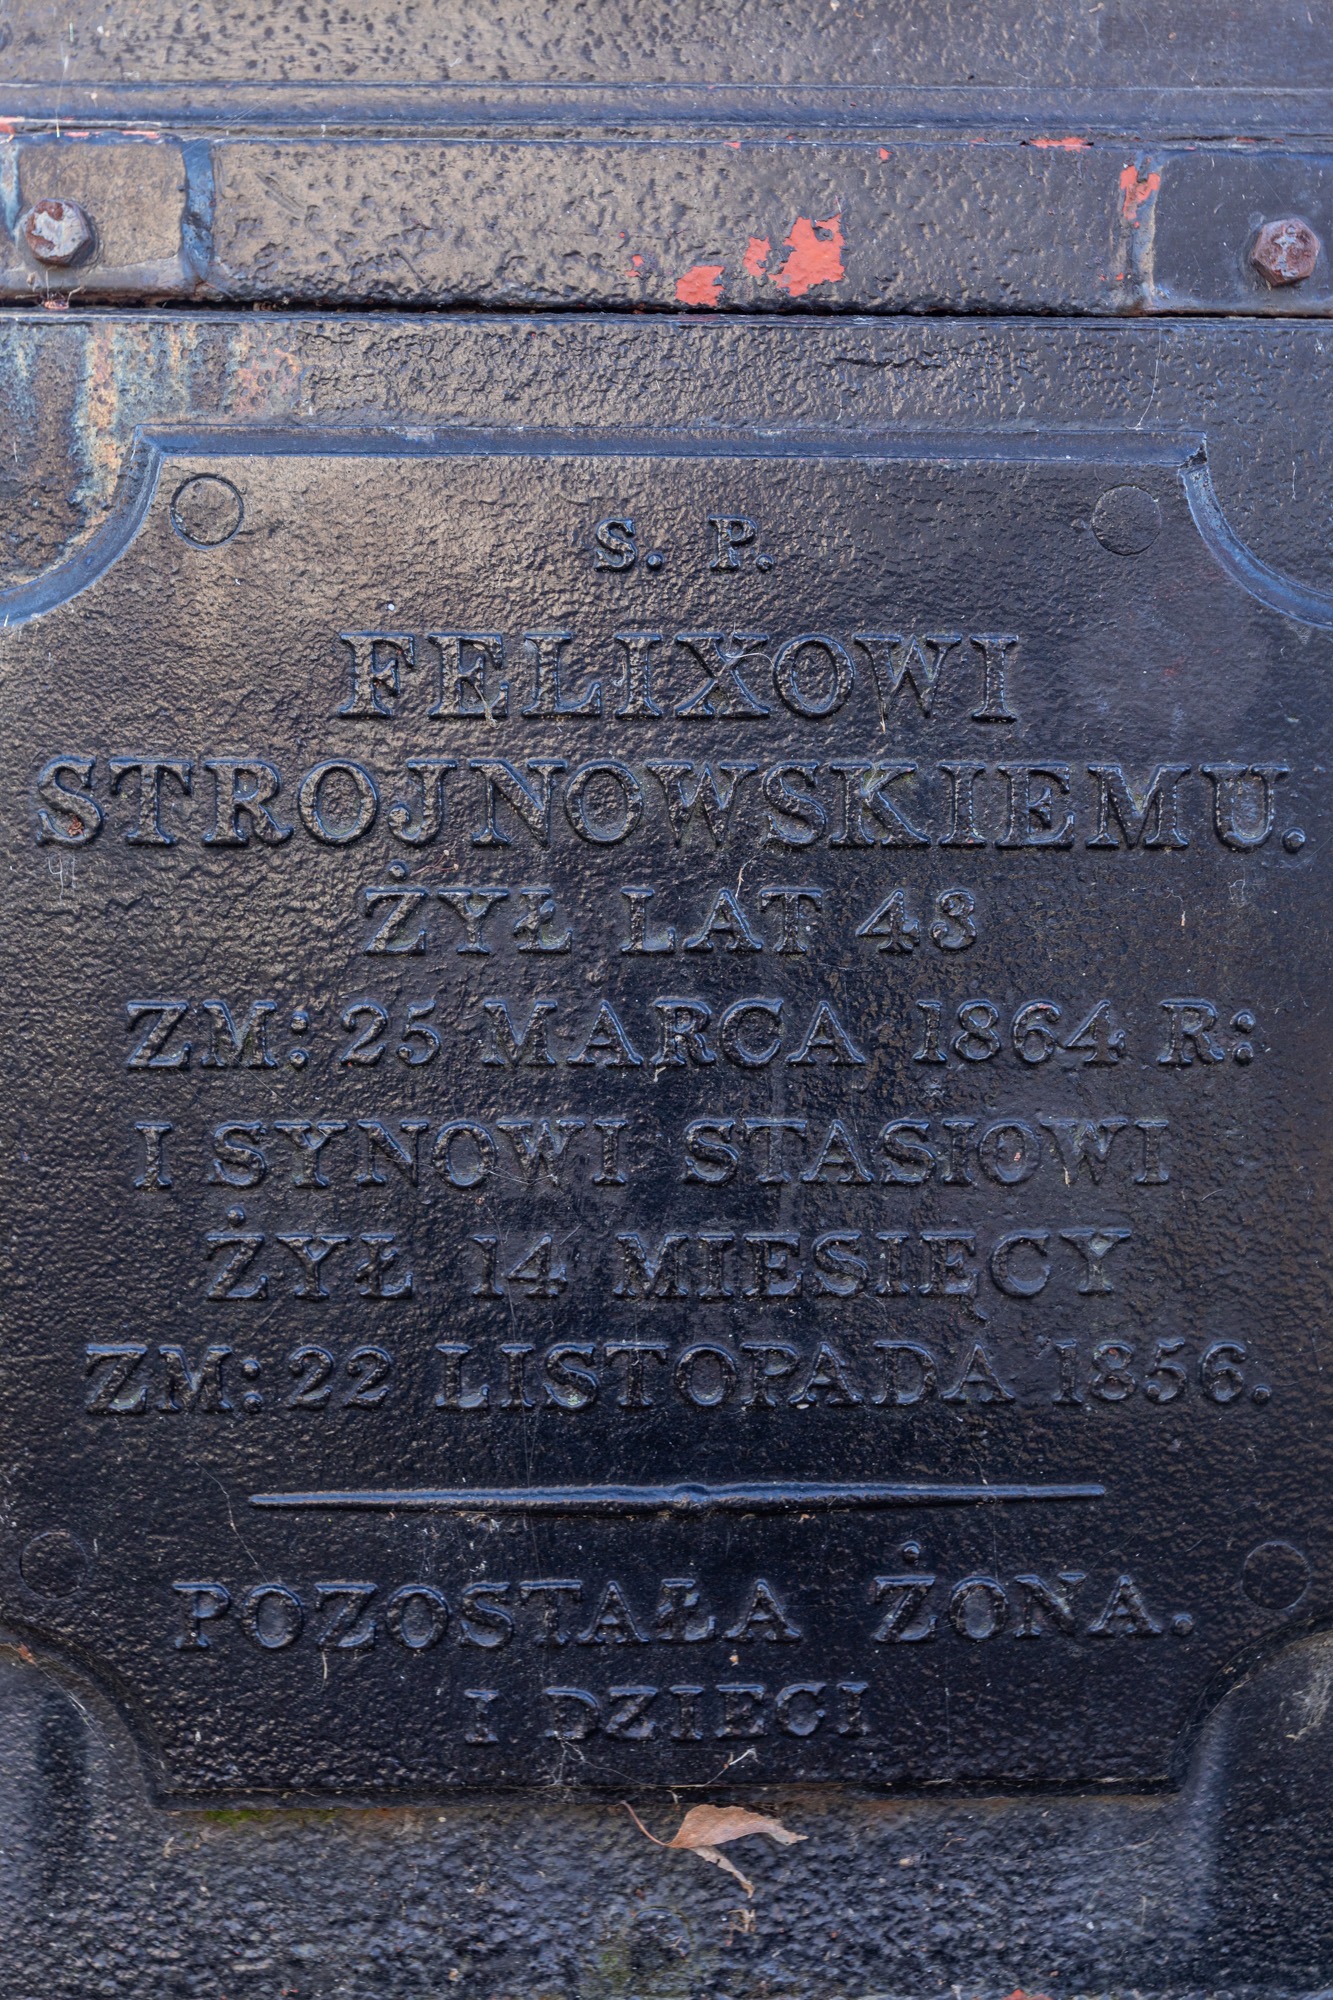 S. P.
FELIXOWI
STROJNOWSKIEMU.
ŻYŁ LAT 43
ZM: 25 MARCA 1864 R:
I SYNOWI STASIOWI
ŻYŁ 14 MIESIĘCY
ZM: 22 LISTOPADA 1856.
POZOSTAŁA ŻONA.
I DZIECI